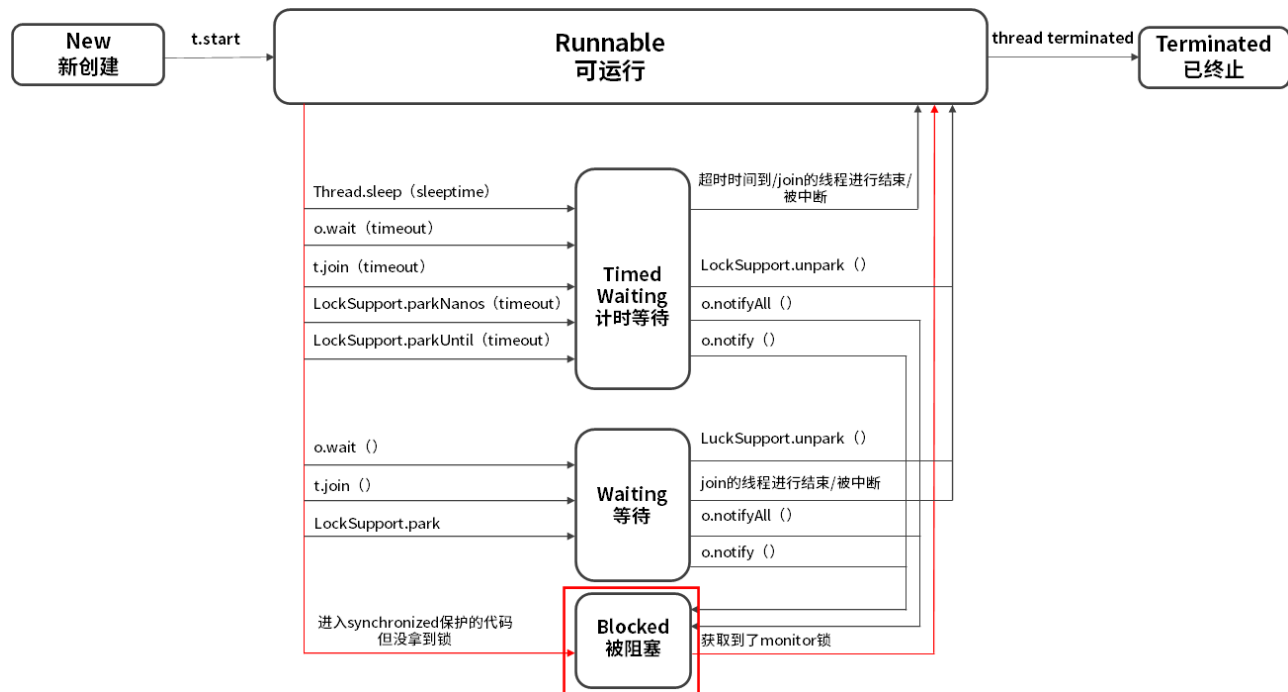 New
新创建
t.start
Runnable
可运行
thread terminated
Terminated
已终止
Thread.sleep（sleeptime）
o.wait（timeout）
t.join（timeout）
LockSupport.parkNanos（timeout）
LockSupport.parkUntil（timeout）
Timed
Waiting
计时等待
超时时间到/join的线程进行结束/
被中断
LockSupport.unpark（）
o.notifyAll（）
o.notify（）
o.wait（）
t.join（）
LockSupport.park
Waiting
等待
LuckSupport.unpark（）
join的线程进行结束/被中断
o.notifyAll（）
o.notify（）
进入synchronized保护的代码
但没拿到锁
Blocked
被阻塞
获取到了monitor锁